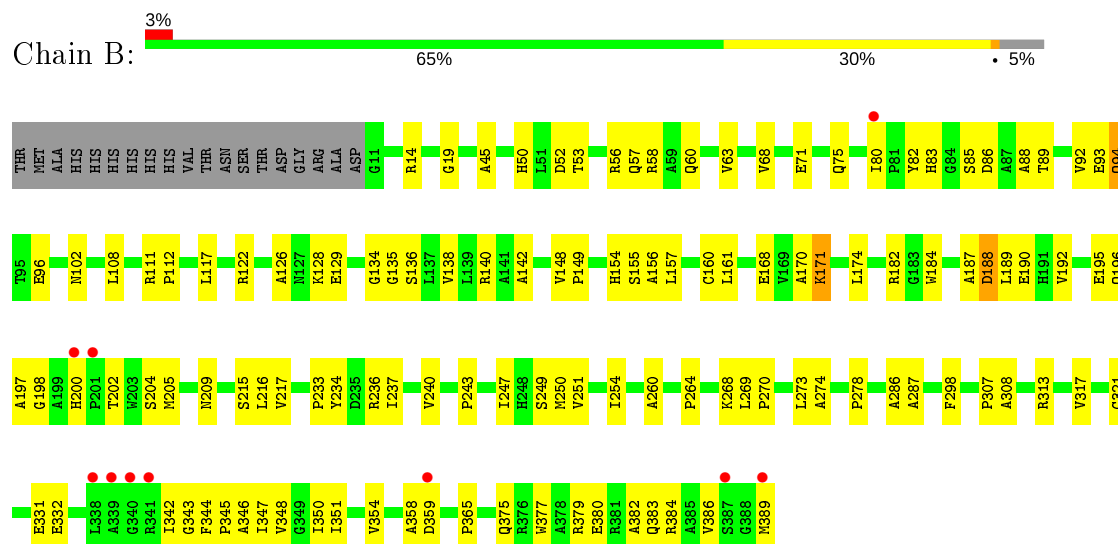 3%
Chain B:
65% 30% • 5%
THR MET ALA HIS HIS HIS HIS HIS HIS VAL THR ASN SER THR ASP GLY ARG ALA ASP G11 R14 G19 A45 H50 L51 D52 T53 R56 Q57 R58 A59 Q60 V63 V68 E71 Q75 I80 P81 Y82 H83 G84 S85 D86 A87 A88 T89 V92 E93 Q94
T95 E96 N102 L108 R111 P112 L117 R122 A126 N127 K128 E129 G134 G135 S136 L137 V138 L139 R140 A141 A142 V148 P149 H154 S155 A156 L157 C160 L161 E168 V169 A170 K171 L174 R182 G183 W184 A187 D188 L189 E190 H191 V192 E195 Q196
A197 G198 A199 H200 P201 T202 W203 S204 M205 N209 S215 L216 V217 P233 Y234 D235 R236 I237 V240 P243 I247 H248 S249 M250 V251 I254 A260 P264 K268 L269 P270 L273 A274 P278 A286 A287 F298 P307 A308 R313 V317
E331 E332 L338 A339 G340 R341 I342 G343 F344 P345 A346 I347 V348 G349 I350 I351 V354 A358 D359 P365 Q375 R376 W377 A378 R379 E380 R381 A382 Q383 R384 A385 V386 S387 G388 M389